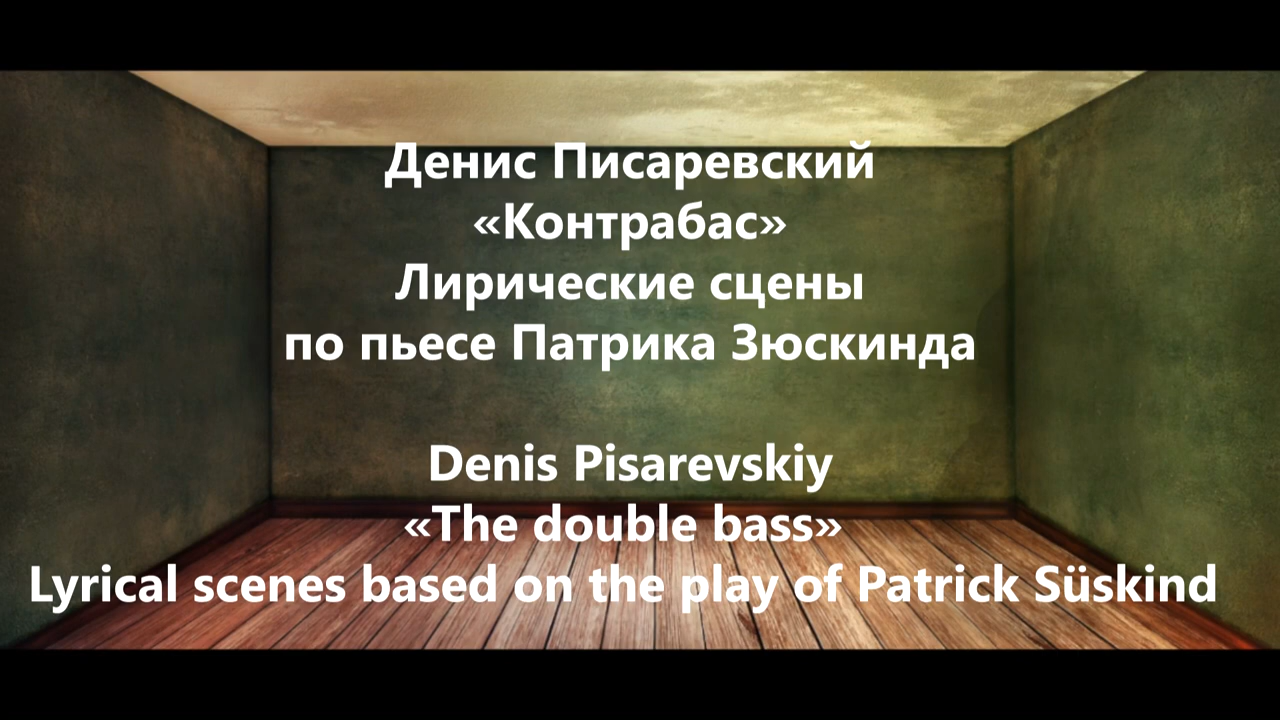 Денис Писаревский
«Контрабас»
Лирические сцены
по пьесе Патрика Зюскинда
Denis Pisarevskiy
«The double bass»
Lyrical scenes based on the play of Patrick Süskind